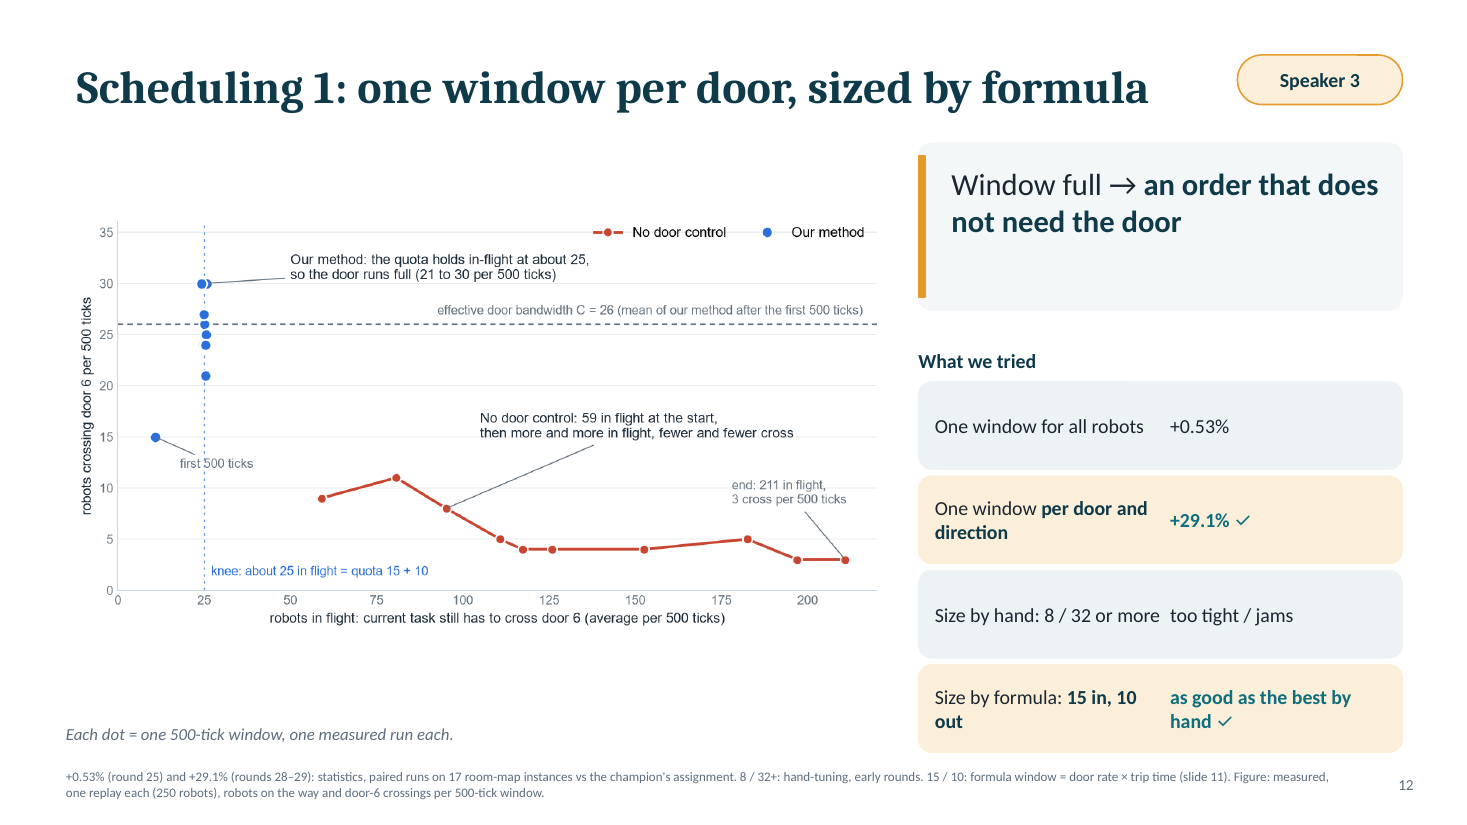 Scheduling 1: one window per door, sized by formula
Speaker 3
35
30
25
20
15
10
5
0
robots crossing door 6 per 500 ticks
No door control
Our method
Our method: the quota holds in-flight at about 25,
so the door runs full (21 to 30 per 500 ticks)
effective door bandwidth C = 26 (mean of our method after the first 500 ticks)
No door control: 59 in flight at the start,
then more and more in flight, fewer and fewer cross
first 500 ticks
end: 211 in flight,
3 cross per 500 ticks
knee: about 25 in flight = quota 15 + 10
0 25 50 75 100 125 150 175 200
robots in flight: current task still has to cross door 6 (average per 500 ticks)
Each dot = one 500-tick window, one measured run each.
Window full → an order that does
not need the door
What we tried
One window for all robots +0.53%
One window per door and
direction
+29.1% ✓
Size by hand: 8 / 32 or more too tight / jams
Size by formula: 15 in, 10
out
as good as the best by
hand ✓
+0.53% (round 25) and +29.1% (rounds 28–29): statistics, paired runs on 17 room-map instances vs the champion's assignment. 8 / 32+: hand-tuning, early rounds. 15 / 10: formula window = door rate × trip time (slide 11). Figure: measured,
one replay each (250 robots), robots on the way and door-6 crossings per 500-tick window.
12